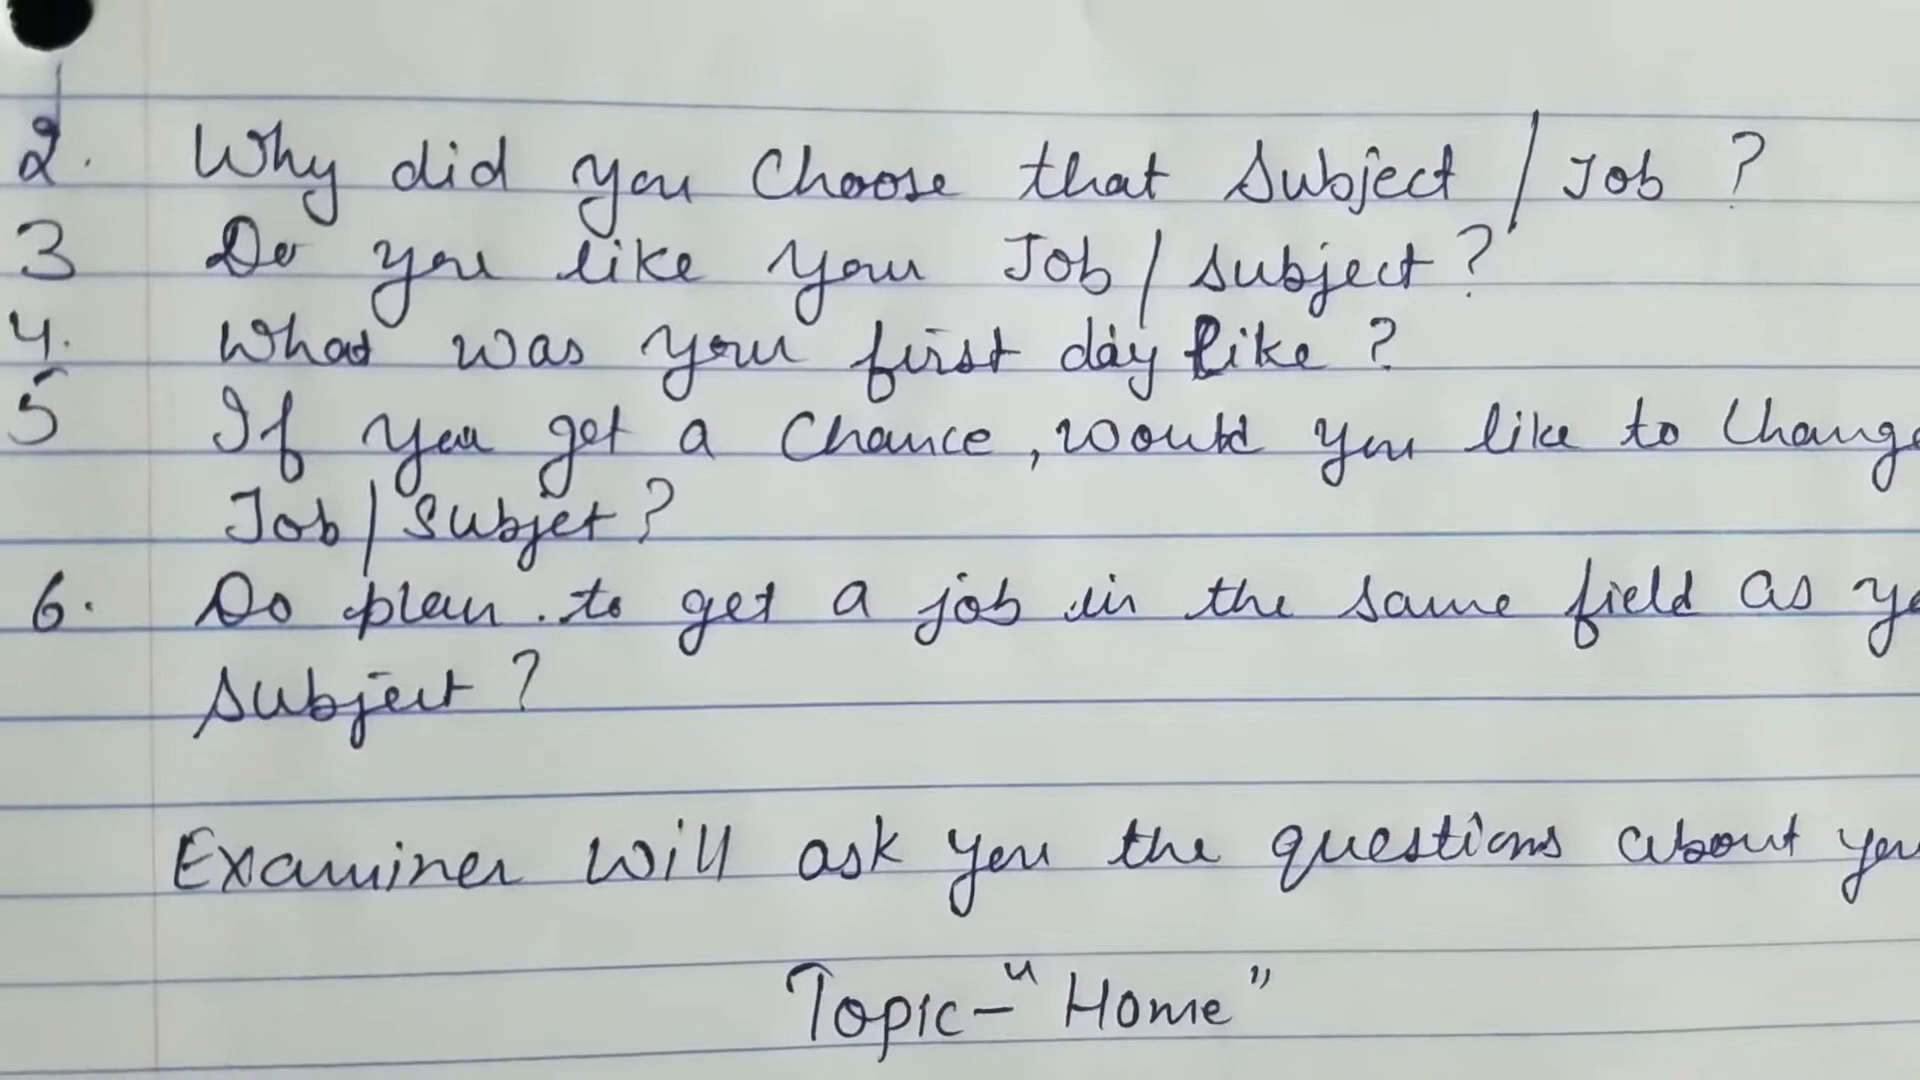 2. Why did you Choose that Subject / Job ?
3 Do you like your Job / subject ?
4. What was your first day like ?
5 If you get a Chance, would you like to Change
Job / Subjet ?
6. Do plan . to get a job in the same field as
subject ?
Examiner will ask you the questions about
Topic - " Home "